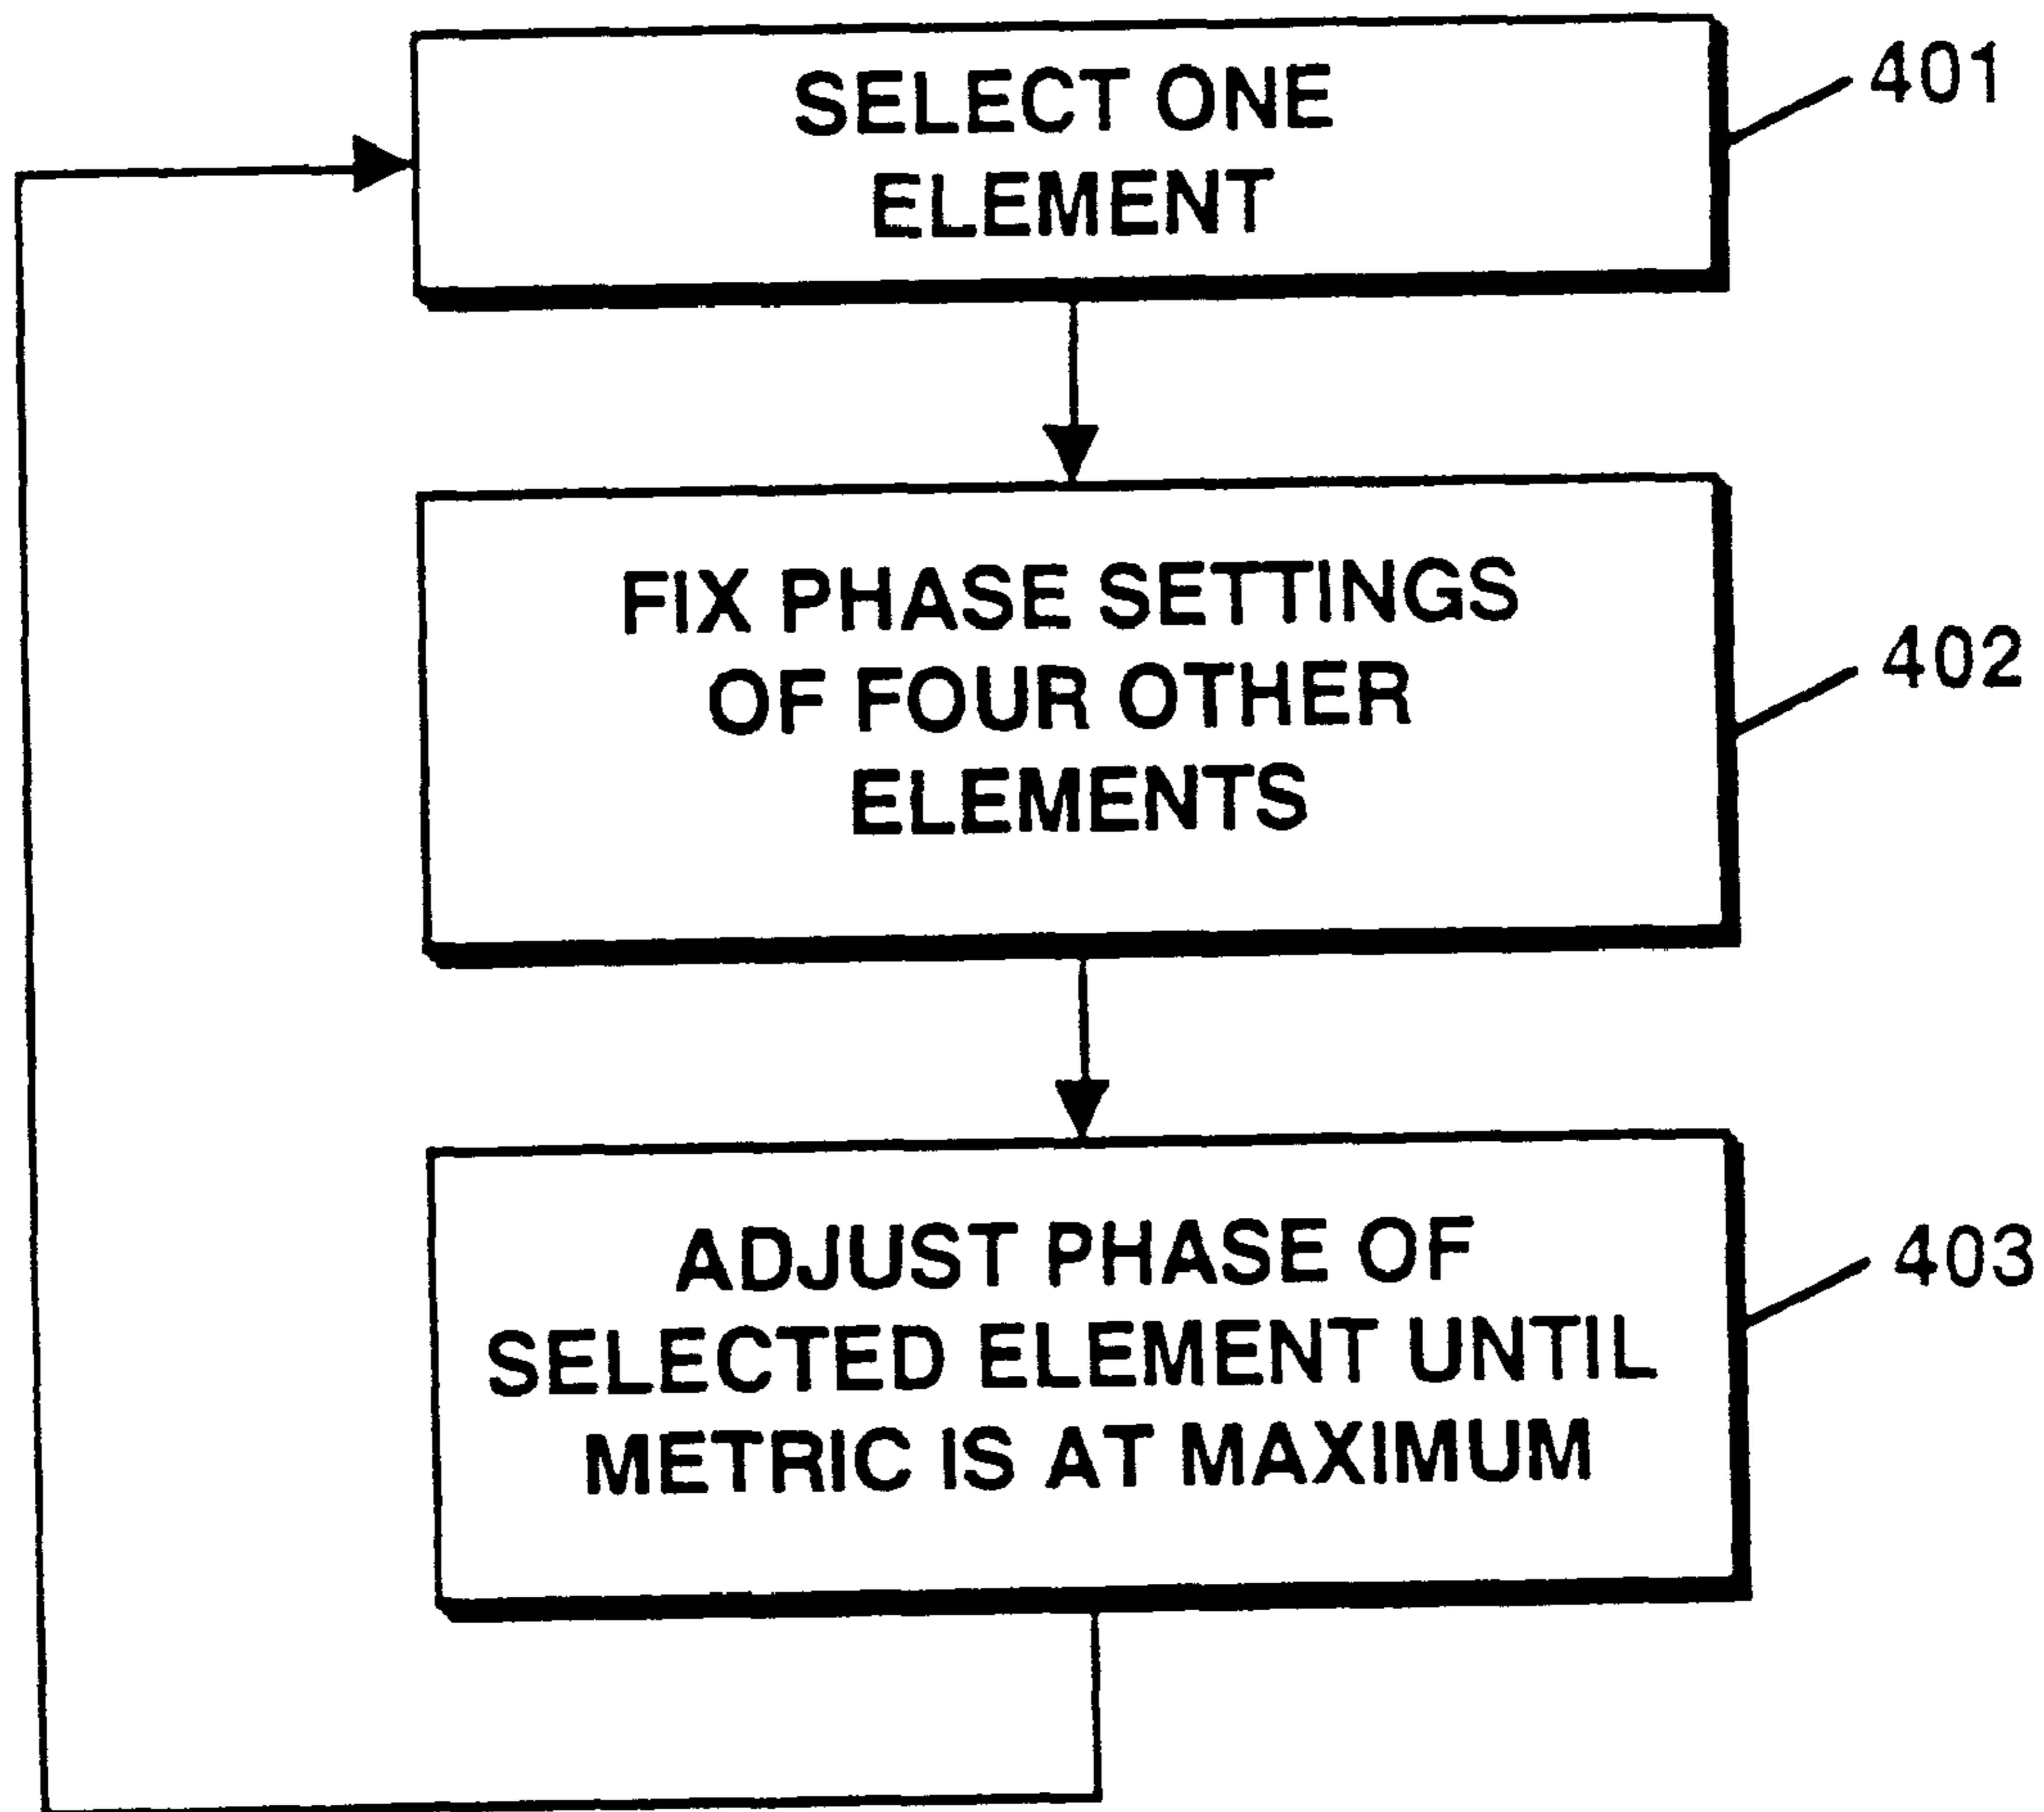 SELECT ONE
ELEMENT
401
FIX PHASE SETTINGS
OF FOUR OTHER
ELEMENTS
402
ADJUST PHASE OF
SELECTED ELEMENT UNTIL
METRIC IS AT MAXIMUM
403